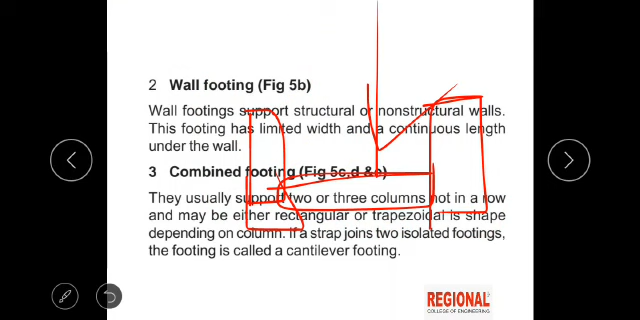 2 Wall footing (Fig 5b)
Wall footings support structural or nonstructural walls.
This footing has limited width and a continuous length
under the wall.
3 Combined footing (Fig 5c,d &e)
They usually support two or three columns not in a row
and may be either rectangular or trapezoidal is shape
depending on column. If a strap joins two isolated footings,
the footing is called a cantilever footing.
REGIONAL
COLLEGE OF ENGINEERING